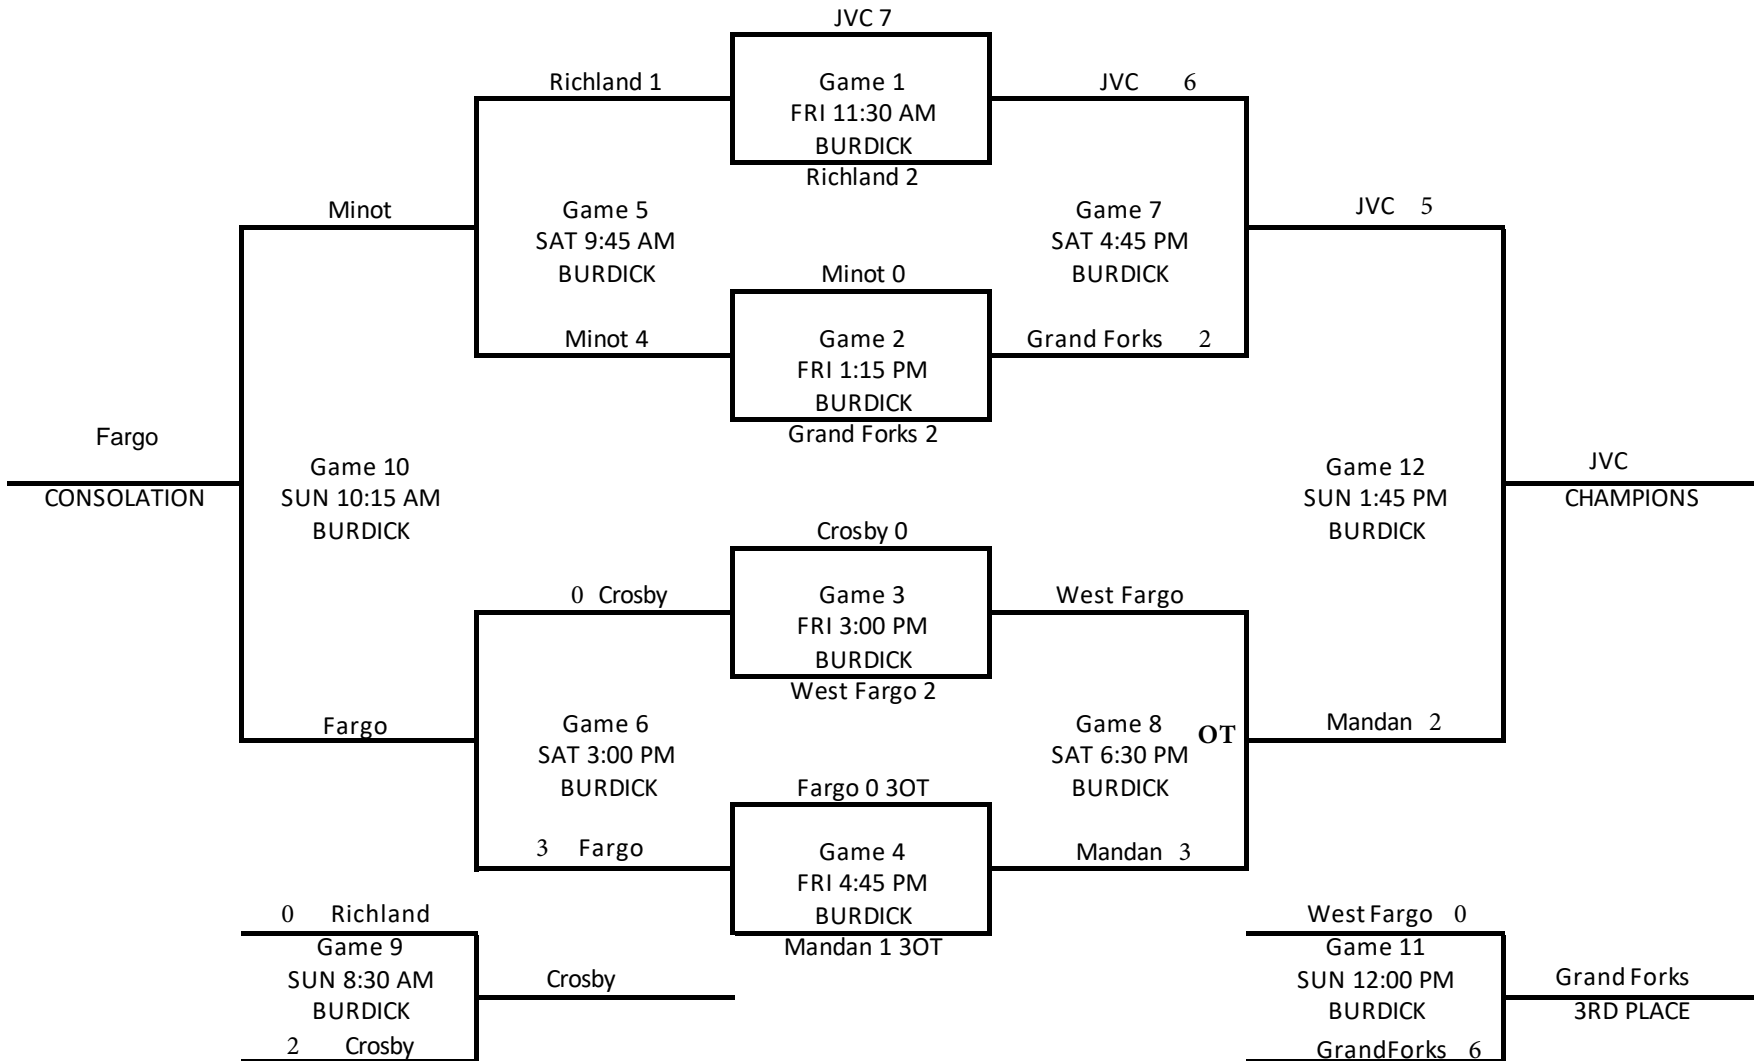 JVC 7
Richland 1
Game 1
FRI 11:30 AM
BURDICK
JVC 6
Richland 2
Minot
Game 5
SAT 9:45 AM
BURDICK
Game 7
SAT 4:45 PM
BURDICK
JVC 5
Minot 0
Minot 4
Game 2
FRI 1:15 PM
BURDICK
Grand Forks 2
Grand Forks 2
Fargo
CONSOLATION
Game 10
SUN 10:15 AM
BURDICK
Game 12
SUN 1:45 PM
BURDICK
JVC
CHAMPIONS
Crosby 0
0 Crosby
Game 3
FRI 3:00 PM
BURDICK
West Fargo
West Fargo 2
Fargo
Game 6
SAT 3:00 PM
BURDICK
Game 8
SAT 6:30 PM
BURDICK
OT
Mandan 2
Fargo 0 3OT
3 Fargo
Game 4
FRI 4:45 PM
BURDICK
Mandan 3
Mandan 1 3OT
0 Richland
Game 9
SUN 8:30 AM
BURDICK
2 Crosby
Crosby
West Fargo 0
Game 11
SUN 12:00 PM
BURDICK
GrandForks 6
Grand Forks
3RD PLACE